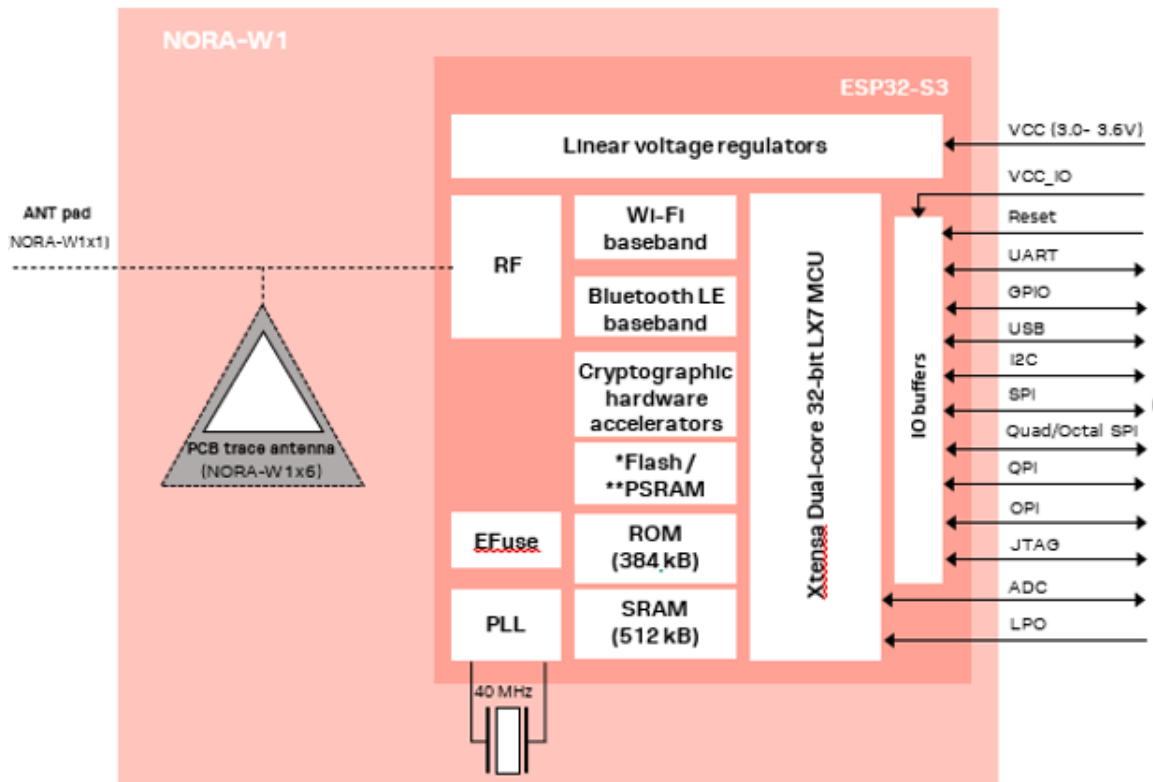 NORA-W1
ESP32-S3
Linear voltage regulators
VCC (3.0- 3.6V)
VCC_IO
ANT pad
(NORA-W1x1)
RF
Wi-Fi
baseband
Bluetooth LE
baseband
Cryptographic
hardware
accelerators
*Flash /
**PSRAM
EFuse
ROM
(384 kB)
PLL
SRAM
(512 kB)
40 MHz
PCB trace antenna
(NORA-W1x6)
Xtensa Dual-core 32-bit LX7 MCU
IO buffers
Reset
UART
GPIO
USB
I2C
SPI
Quad/Octal SPI
QPI
OPI
JTAG
ADC
LPO